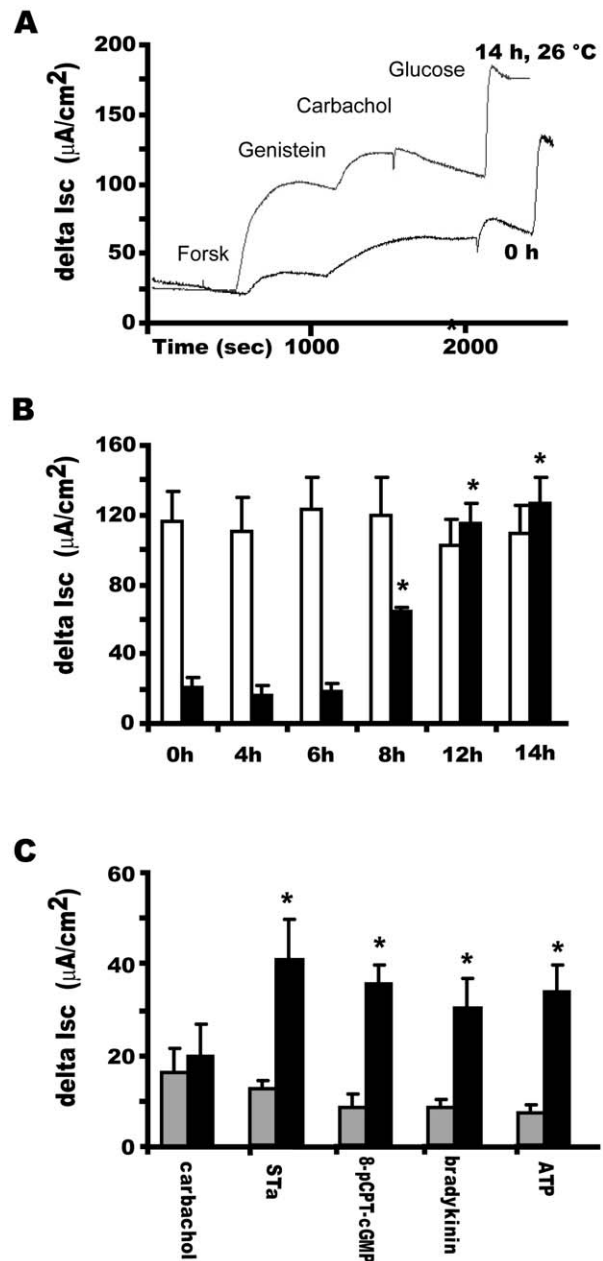 A
delta Isc (µA/cm²)
200
150
100
50
0
Forsk
Genistein
Carbachol
Glucose
14 h, 26 °C
0 h
Time (sec) 1000 2000
*
B
delta Isc (µA/cm²)
160
120
80
40
0
* * *
0h 4h 6h 8h 12h 14h
C
delta Isc (µA/cm²)
60
40
20
0
* * * *
carbachol
STa
8-pCPT-cGMP
bradykinin
ATP